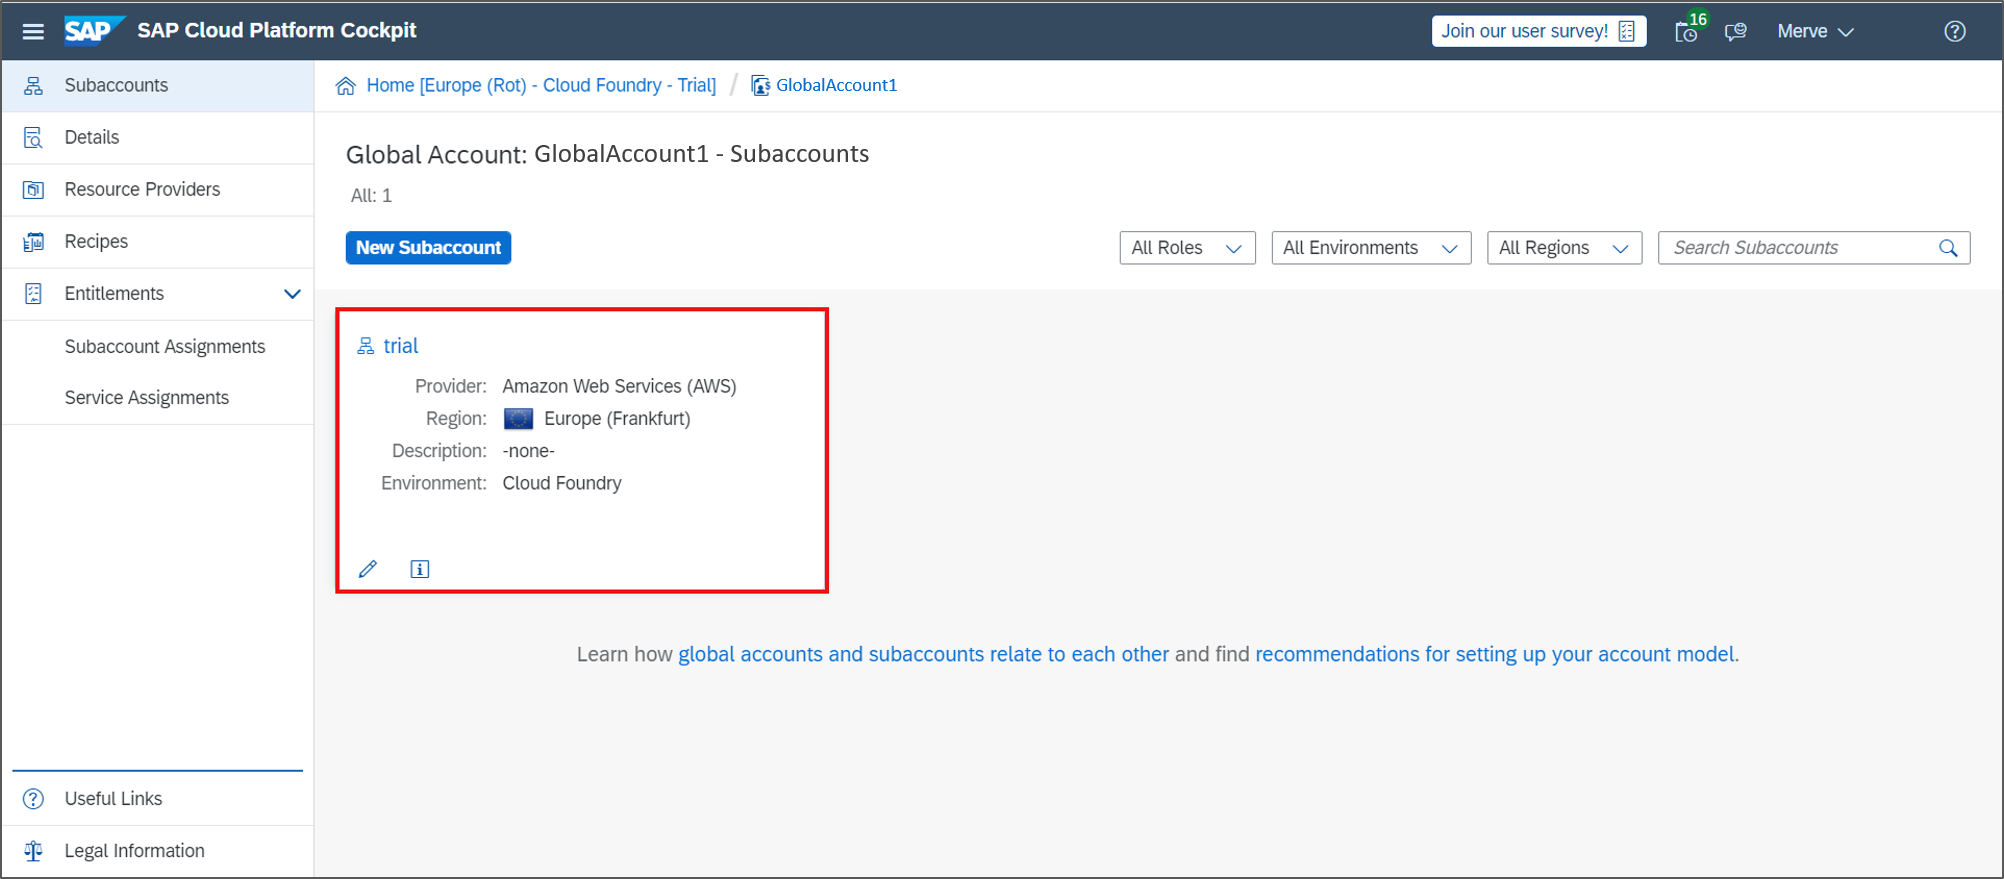 SAP SAP Cloud Platform Cockpit
Join our user survey!
16
Merve
Subaccounts
Details
Resource Providers
Recipes
Entitlements
Subaccount Assignments
Service Assignments
Useful Links
Legal Information
Home [Europe (Rot) - Cloud Foundry - Trial] / GlobalAccount1
Global Account: GlobalAccount1 - Subaccounts
All: 1
New Subaccount
All Roles
All Environments
All Regions
Search Subaccounts
trial
Provider: Amazon Web Services (AWS)
Region: Europe (Frankfurt)
Description: -none-
Environment: Cloud Foundry
Learn how global accounts and subaccounts relate to each other and find recommendations for setting up your account model.